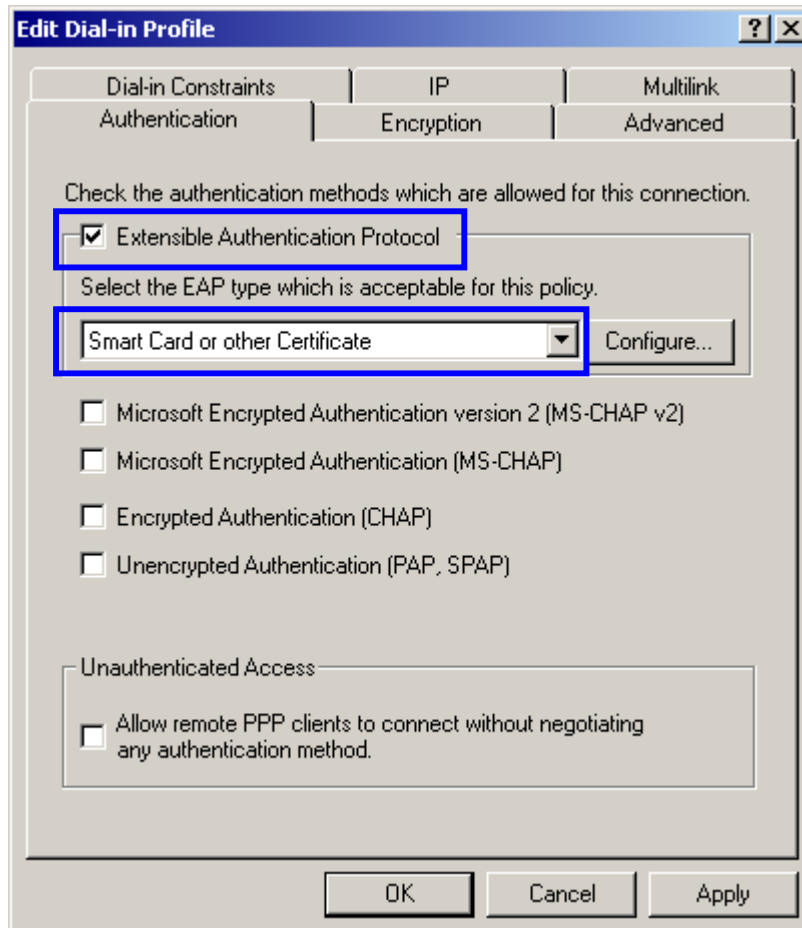 Edit Dial-in Profile
Dial-in Constraints IP Multilink
Authentication Encryption Advanced
Check the authentication methods which are allowed for this connection.
Extensible Authentication Protocol
Select the EAP type which is acceptable for this policy.
Smart Card or other Certificate Configure...
Microsoft Encrypted Authentication version 2 (MS-CHAP v2)
Microsoft Encrypted Authentication (MS-CHAP)
Encrypted Authentication (CHAP)
Unencrypted Authentication (PAP, SPAP)
Unauthenticated Access
Allow remote PPP clients to connect without negotiating
any authentication method.
OK Cancel Apply